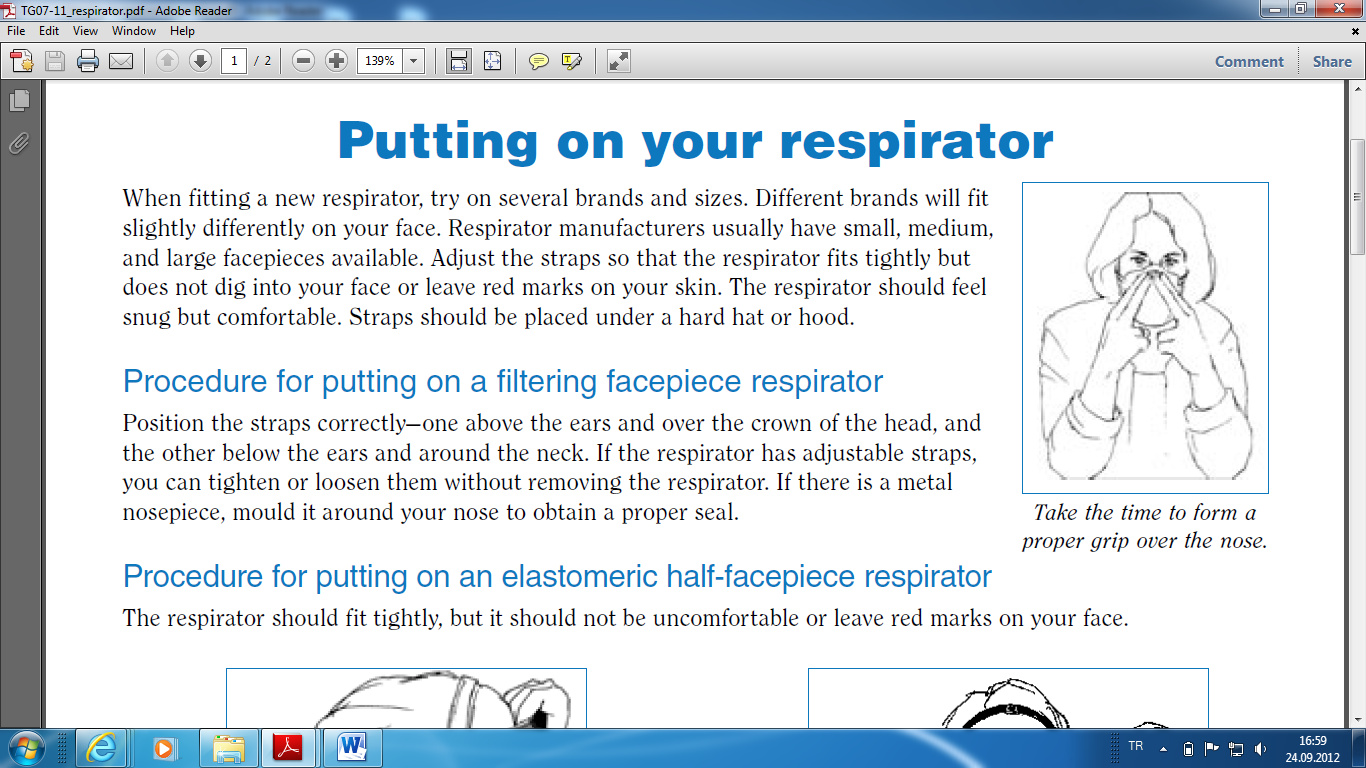 TG07-11_respirator.pdf - Adobe Reader
File Edit View Window Help
1 / 2 139% Comment Share
Putting on your respirator
When fitting a new respirator, try on several brands and sizes. Different brands will fit
slightly differently on your face. Respirator manufacturers usually have small, medium,
and large facepieces available. Adjust the straps so that the respirator fits tightly but
does not dig into your face or leave red marks on your skin. The respirator should feel
snug but comfortable. Straps should be placed under a hard hat or hood.
Procedure for putting on a filtering facepiece respirator
Position the straps correctly—one above the ears and over the crown of the head, and
the other below the ears and around the neck. If the respirator has adjustable straps,
you can tighten or loosen them without removing the respirator. If there is a metal
nosepiece, mould it around your nose to obtain a proper seal.
Take the time to form a
proper grip over the nose.
Procedure for putting on an elastomeric half-facepiece respirator
The respirator should fit tightly, but it should not be uncomfortable or leave red marks on your face.
TR 16:59
24.09.2012